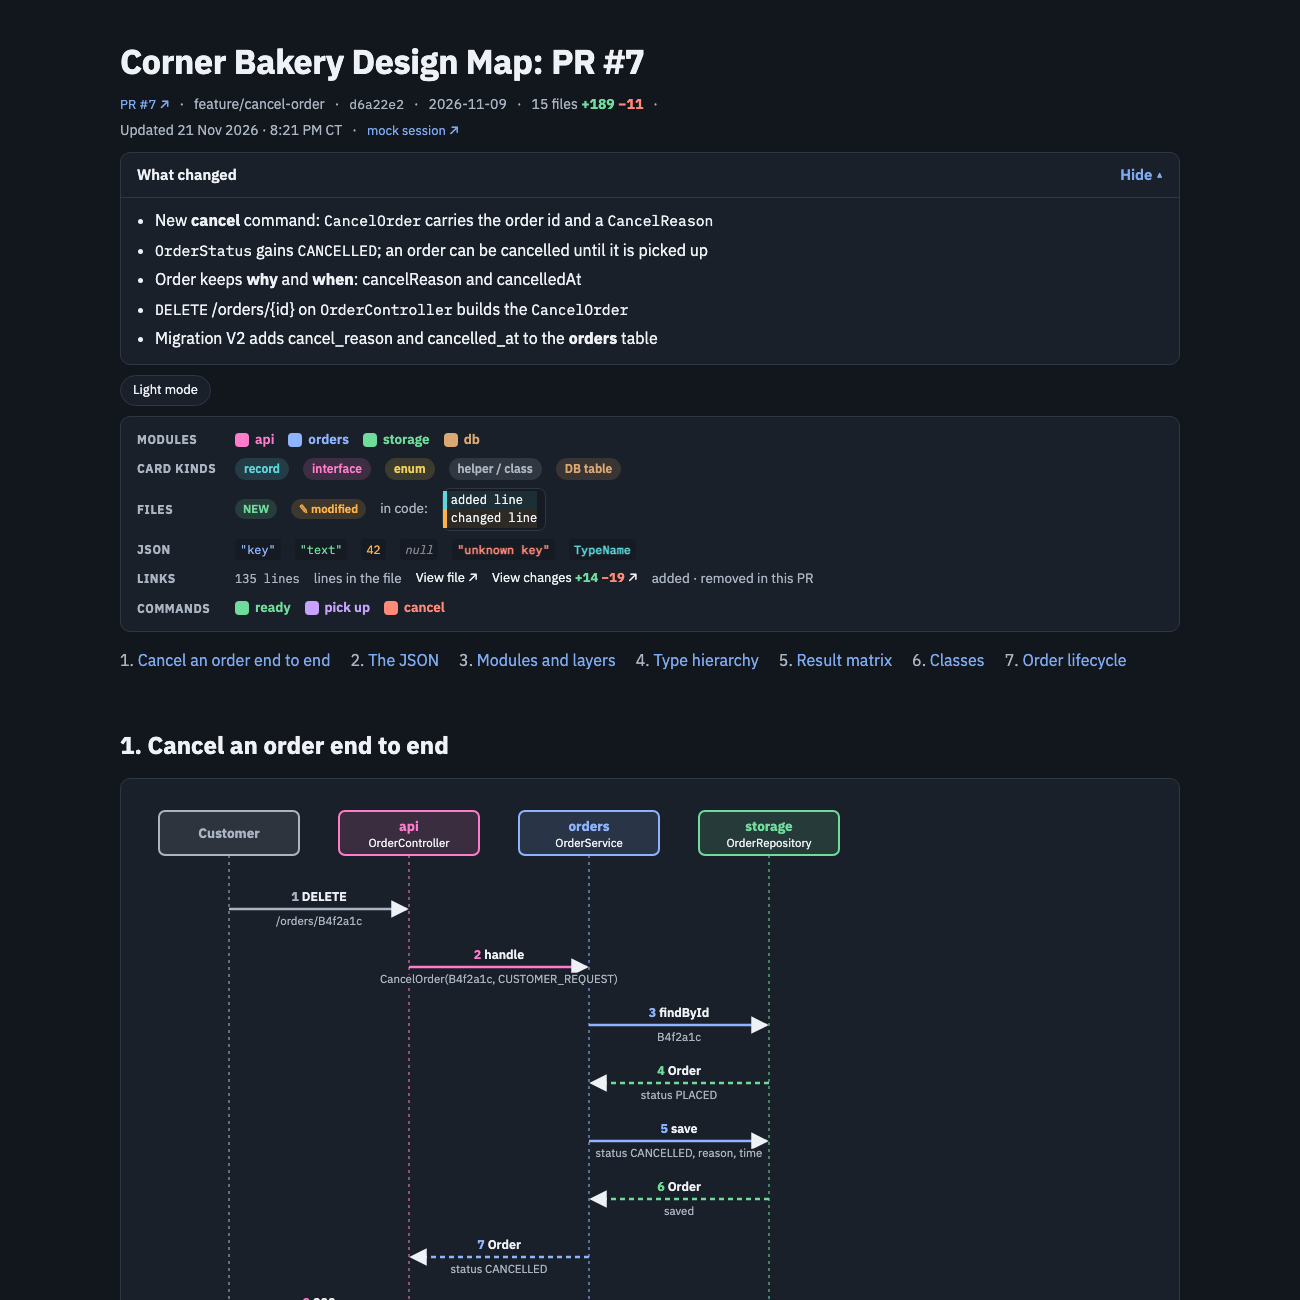 Corner Bakery Design Map: PR #7
PR #7 ↗ · feature/cancel-order · d6a22e2 · 2026-11-09 · 15 files +189 −11 ·
Updated 21 Nov 2026 · 8:21 PM CT · mock session ↗
What changed
Hide ▴
• New cancel command: CancelOrder carries the order id and a CancelReason
• OrderStatus gains CANCELLED; an order can be cancelled until it is picked up
• Order keeps why and when: cancelReason and cancelledAt
• DELETE /orders/{id} on OrderController builds the CancelOrder
• Migration V2 adds cancel_reason and cancelled_at to the orders table
Light mode
MODULES api orders storage db
CARD KINDS record interface enum helper / class DB table
FILES NEW ✎ modified in code: added line
changed line
JSON "key" "text" 42 null "unknown key" TypeName
LINKS 135 lines lines in the file View file ↗ View changes +14 −19 ↗ added · removed in this PR
COMMANDS ready pick up cancel
1. Cancel an order end to end 2. The JSON 3. Modules and layers 4. Type hierarchy 5. Result matrix 6. Classes 7. Order lifecycle
1. Cancel an order end to end
Customer
api
OrderController
orders
OrderService
storage
OrderRepository
1 DELETE
/orders/B4f2a1c
2 handle
CancelOrder(B4f2a1c, CUSTOMER_REQUEST)
3 findById
B4f2a1c
4 Order
status PLACED
5 save
status CANCELLED, reason, time
6 Order
saved
7 Order
status CANCELLED